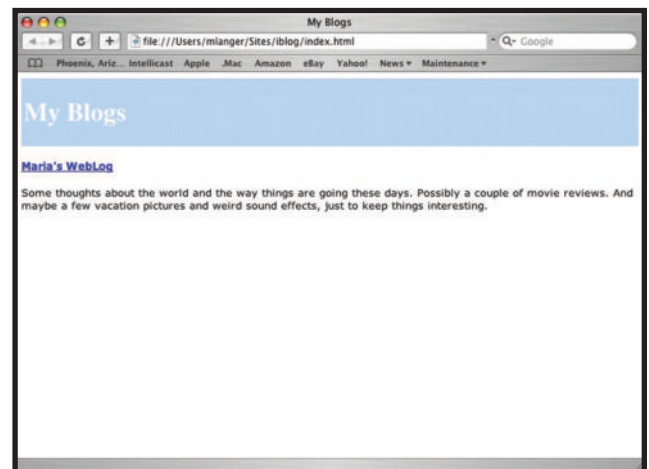 My Blogs
file:///Users/mlanger/Sites/iblog/index.html
Google
Phoenix, Ariz... Intellicast Apple .Mac Amazon eBay Yahoo! News Maintenance
My Blogs
Maria's WebLog
Some thoughts about the world and the way things are going these days. Possibly a couple of movie reviews. And
maybe a few vacation pictures and weird sound effects, just to keep things interesting.